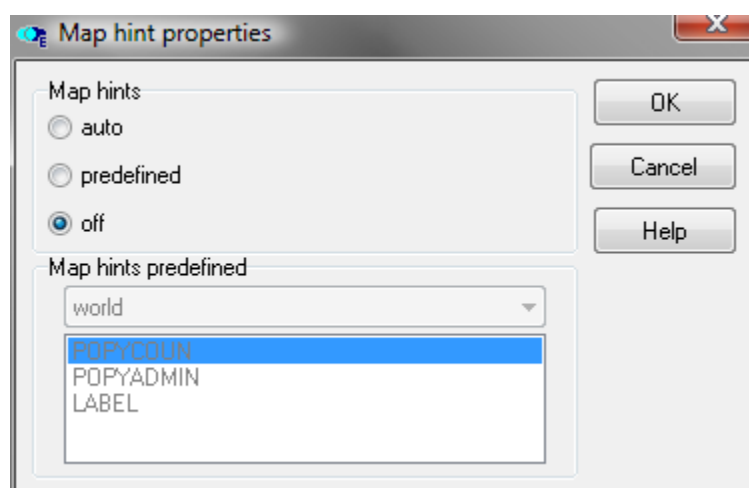 Map hint properties
Map hints
auto
predefined
off
OK
Cancel
Help
Map hints predefined
world
POPYCOUN
POPYADMIN
LABEL